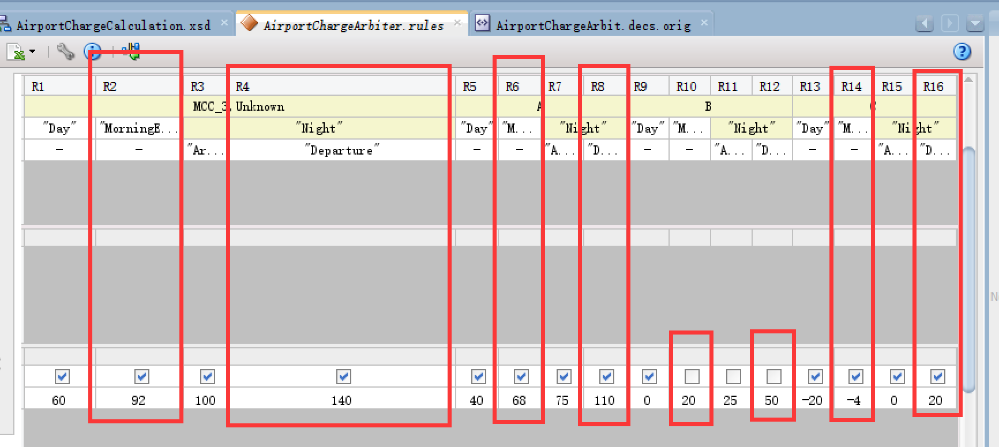 AirportChargeCalculation.xsd AirportChargeArbiter.rules AirportChargeArbit.decs.orig
R1 R2 R3 R4 R5 R6 R7 R8 R9 R10 R11 R12 R13 R14 R15 R16
MCC_3. Unknown A B C
"Day" "MorningE... "Night" "Day" "M... "Night" "Day" "M... "Night" "Day" "M... "Night"
- - "Ar... "Departure" - - "A... "D... - - "A... "D... - - "A... "D...
60 92 100 140 40 68 75 110 0 20 25 50 -20 -4 0 20
N